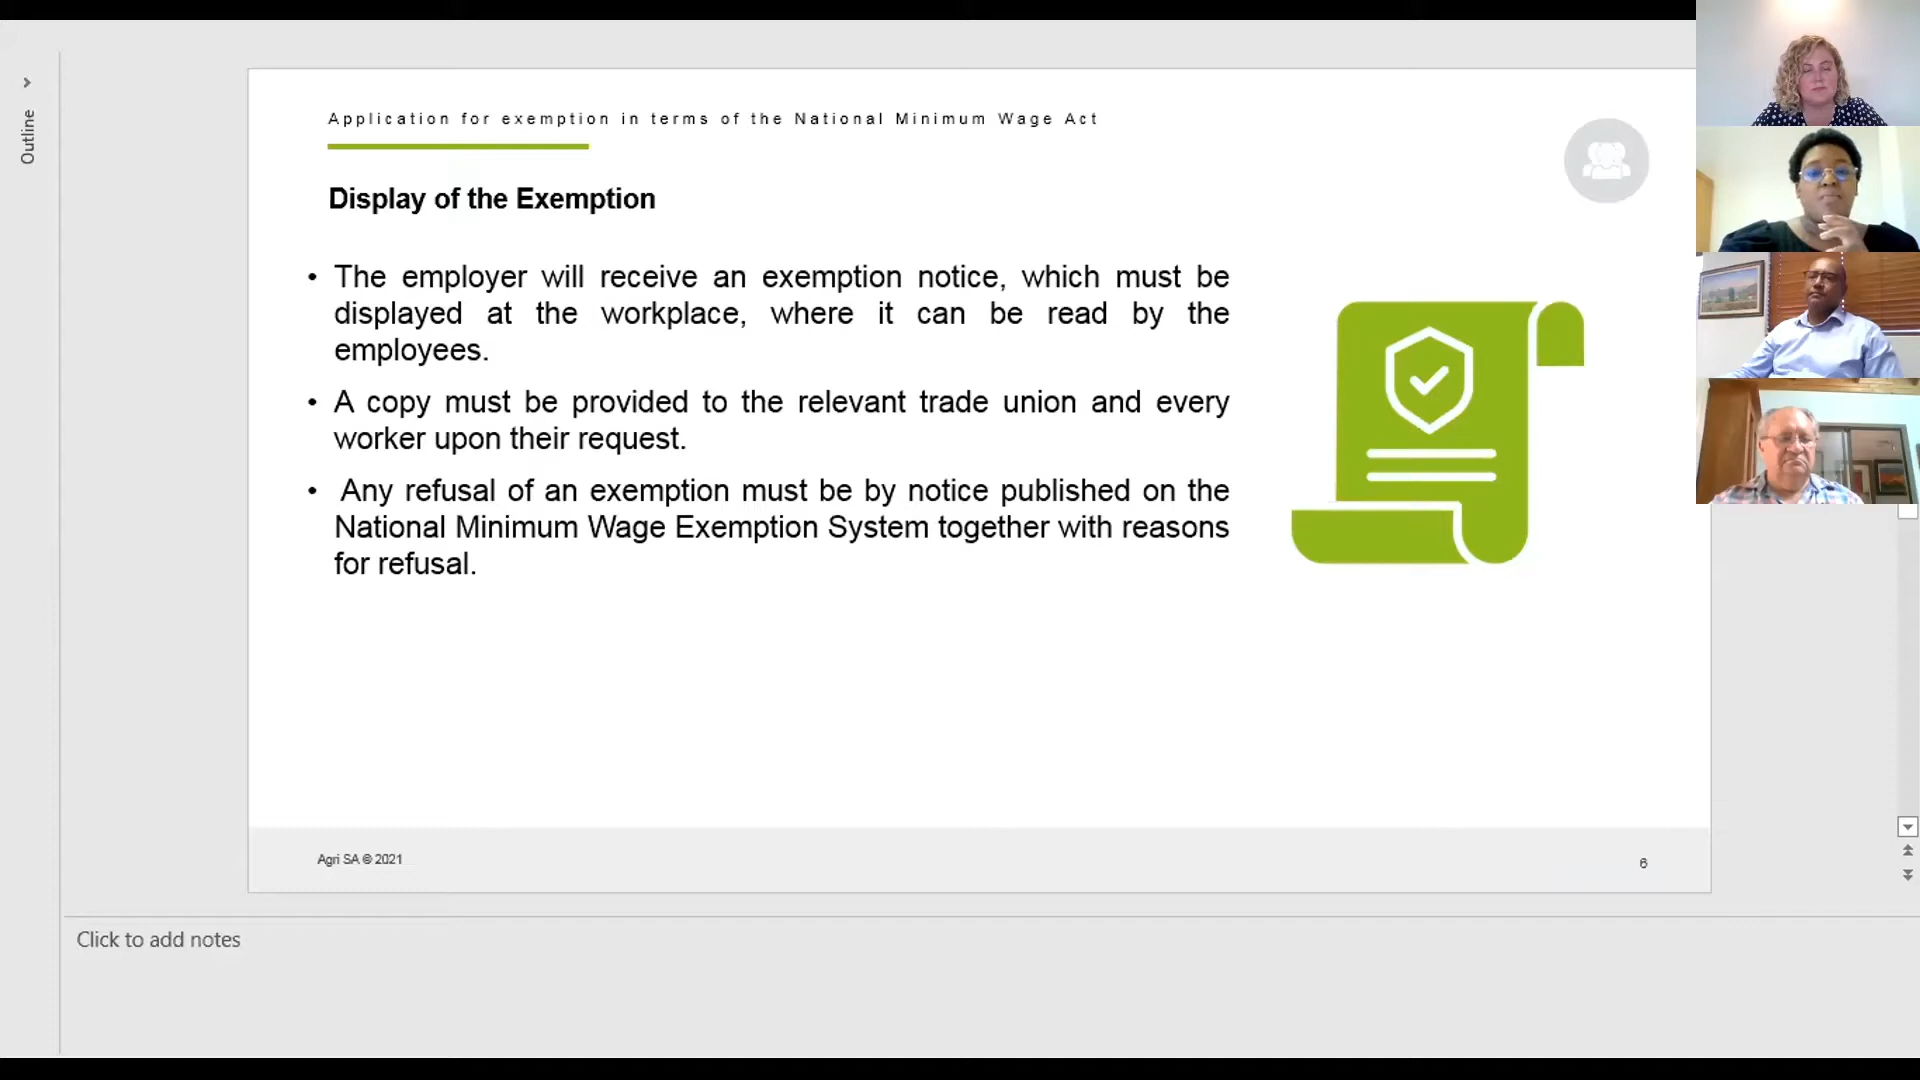 Outline
Application for exemption in terms of the National Minimum Wage Act
Display of the Exemption
• The employer will receive an exemption notice, which must be
displayed at the workplace, where it can be read by the
employees.
• A copy must be provided to the relevant trade union and every
worker upon their request.
• Any refusal of an exemption must be by notice published on the
National Minimum Wage Exemption System together with reasons
for refusal.
Agri SA © 2021
6
Click to add notes